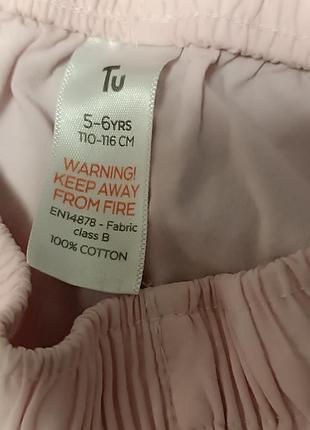 Tu
5-6YRS
110-116 CM
WARNING!
KEEP AWAY
FROM FIRE
EN14878 - Fabric
class B
100% COTTON